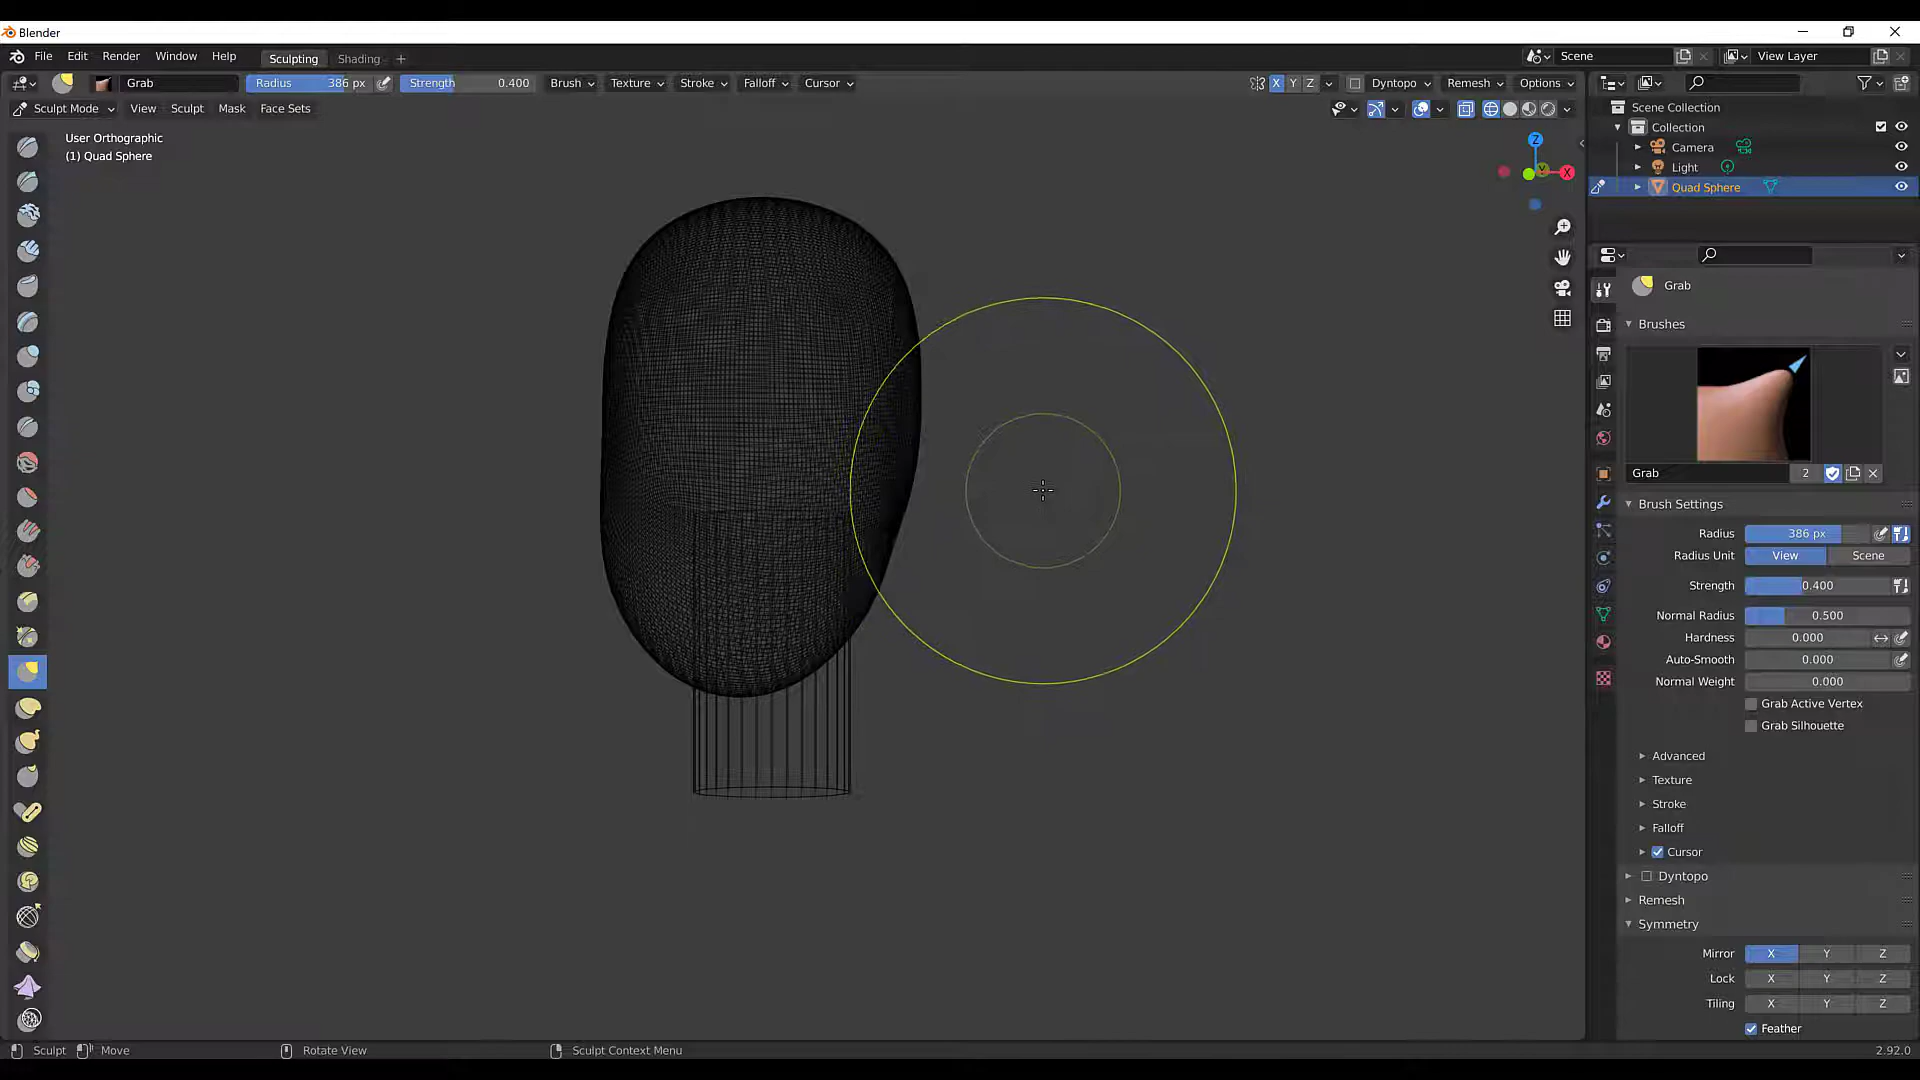 Blender
File Edit Render Window Help Sculpting Shading + Scene View Layer
Grab Radius 386 px Strength 0.400 Brush Texture Stroke Falloff Cursor X Y Z Dyntopo Remesh Options
Sculpt Mode View Sculpt Mask Face Sets
User Orthographic
(1) Quad Sphere
Z
Y
X
Scene Collection
Collection
Camera
Light
Quad Sphere
Grab
Brushes
Grab 2
Brush Settings
Radius 386 px
Radius Unit View Scene
Strength 0.400
Normal Radius 0.500
Hardness 0.000
Auto-Smooth 0.000
Normal Weight 0.000
Grab Active Vertex
Grab Silhouette
Advanced
Texture
Stroke
Falloff
Cursor
Dyntopo
Remesh
Symmetry
Mirror X Y Z
Lock X Y Z
Tiling X Y Z
Feather
Sculpt Move Rotate View Sculpt Context Menu 2.92.0